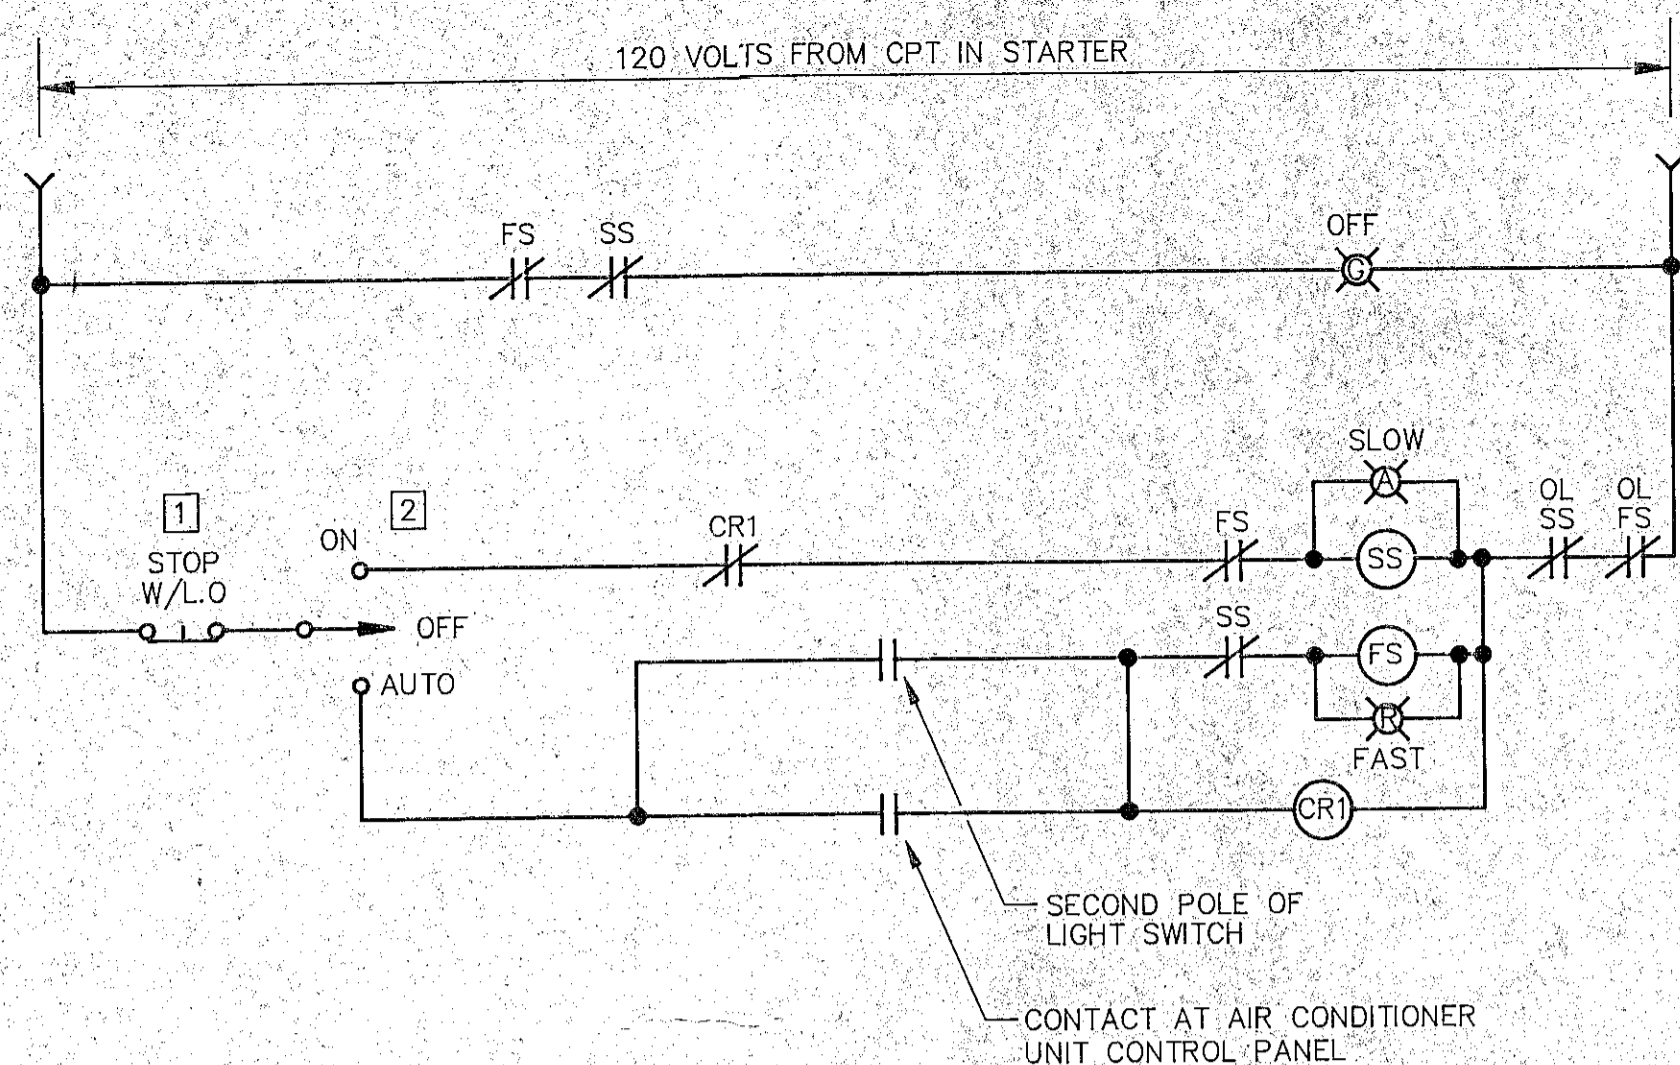 120 VOLTS FROM CPT IN STARTER
FS
SS
OFF
G
SLOW
A
1
2
STOP
W/L.O
ON
CR1
FS
SS
OL
SS
OL
FS
OFF
AUTO
SS
FS
R
FAST
CR1
SECOND POLE OF
LIGHT SWITCH
CONTACT AT AIR CONDITIONER
UNIT CONTROL PANEL